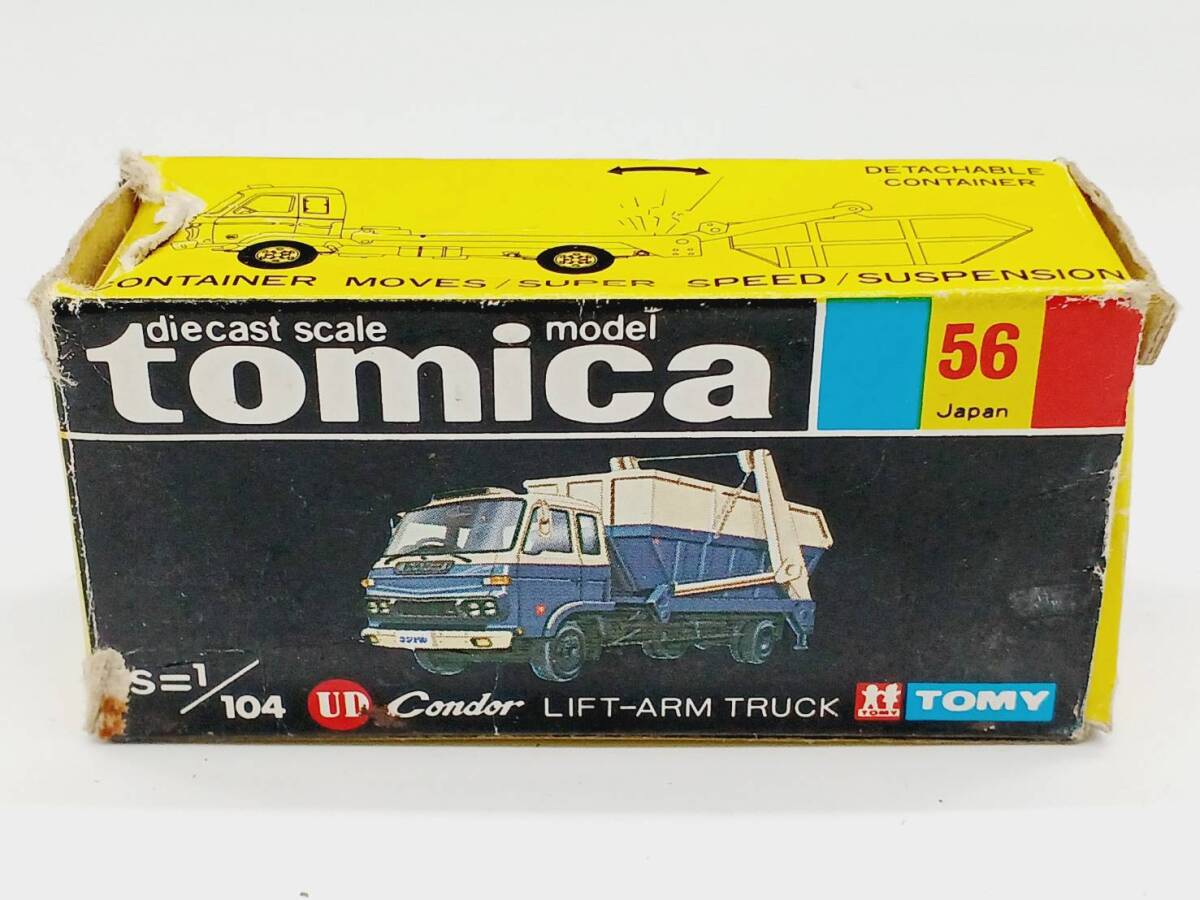 DETACHABLE
CONTAINER
CONTAINER MOVES/SUPER SPEED/SUSPENSION
diecast scale model
tomica
56
Japan
S=1/104 UD Condor LIFT-ARM TRUCK TOMY TOMY